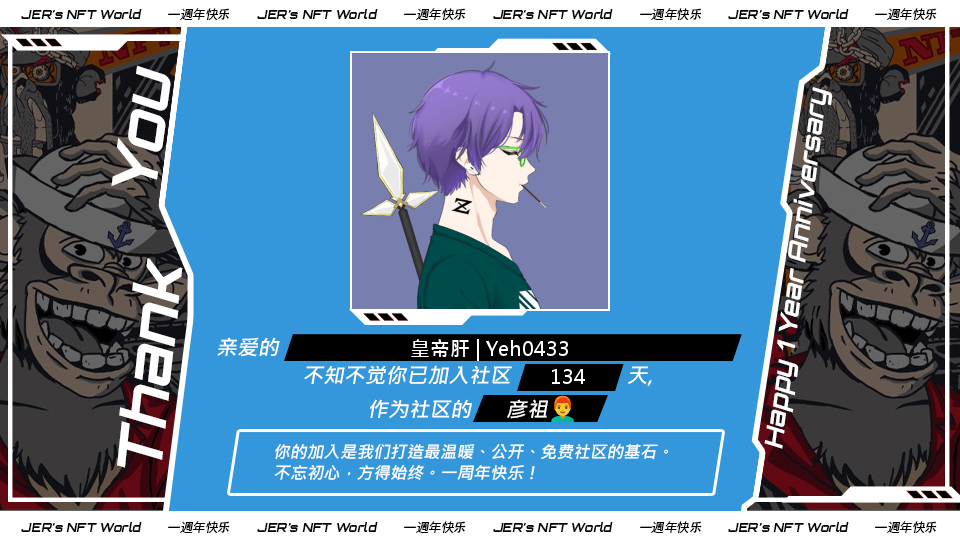 JER's NFT World 一週年快乐 JER's NFT World 一週年快乐 JER's NFT World 一週年快乐 JER's NFT World 一週年快乐
Thank You
Z
Happy 1 Year Anniversary
亲爱的 皇帝肝 | Yeh0433
不知不觉你已加入社区 134 天,
作为社区的 彦祖👨‍🦰
你的加入是我们打造最温暖、公开、免费社区的基石。
不忘初心，方得始终。一周年快乐！
JER's NFT World 一週年快乐 JER's NFT World 一週年快乐 JER's NFT World 一週年快乐 JER's NFT World 一週年快乐